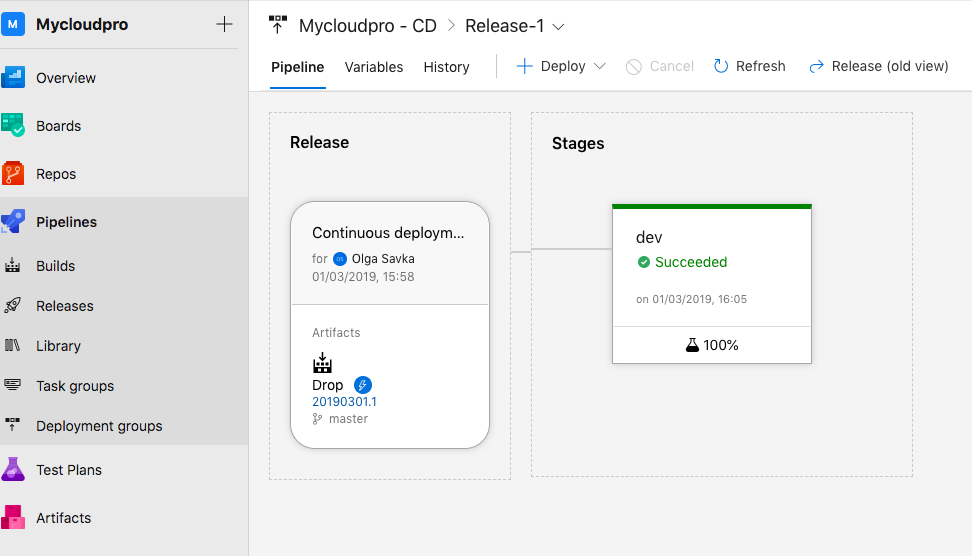 M Mycloudpro
Overview
Boards
Repos
Pipelines
Builds
Releases
Library
Task groups
Deployment groups
Test Plans
Artifacts
Mycloudpro - CD > Release-1
Pipeline Variables History Deploy Cancel Refresh Release (old view)
Release
Continuous deploym...
for OS Olga Savka
01/03/2019, 15:58
Artifacts
Drop
20190301.1
master
Stages
dev
Succeeded
on 01/03/2019, 16:05
100%